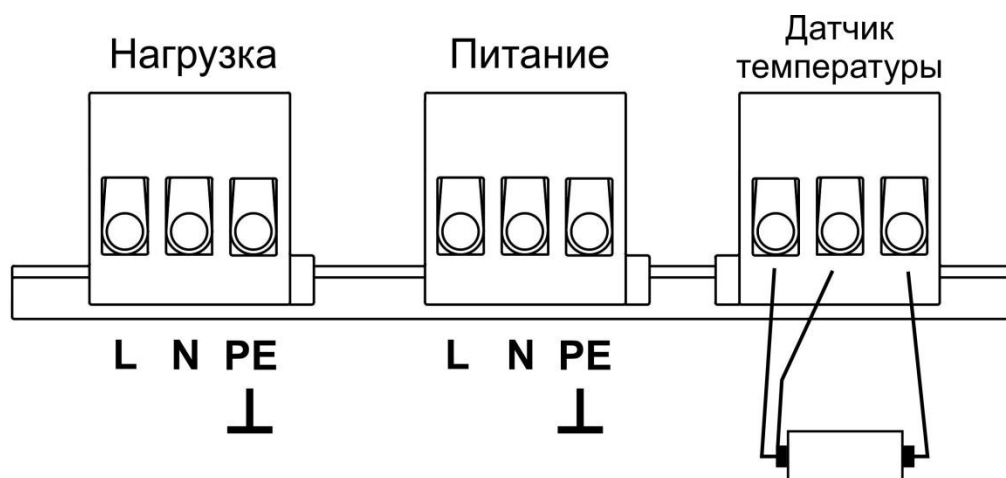 Нагрузка
Питание
Датчик
температуры
L N PE
L N PE